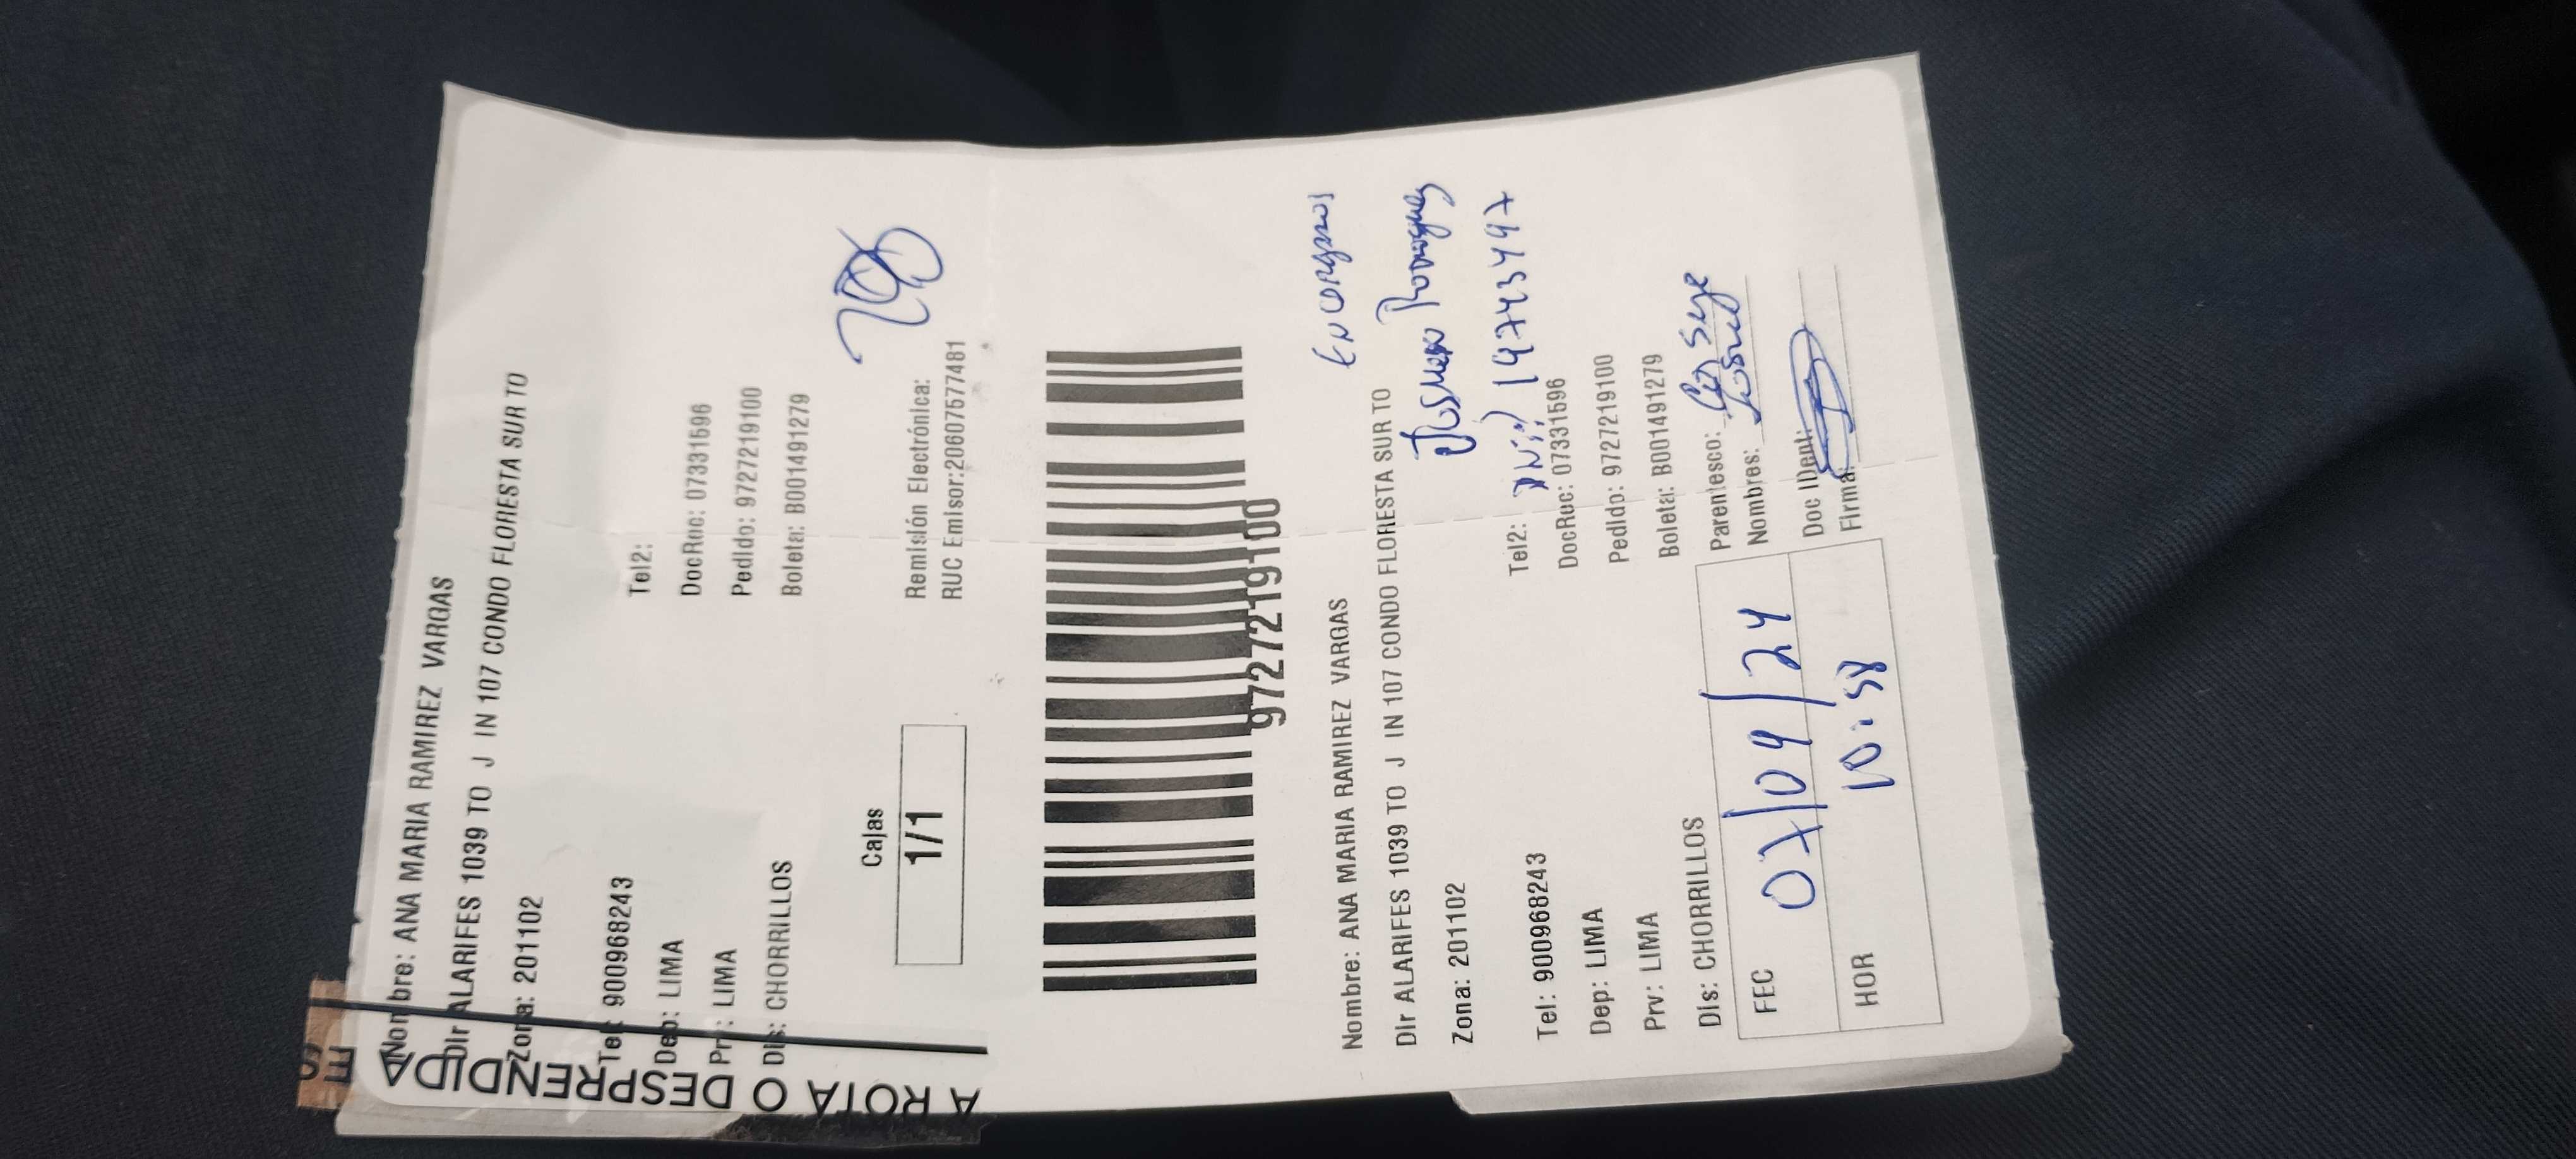 A ROTA O DESPRENDIDA ES
Nombre: ANA MARIA RAMIREZ VARGAS
Dir ALARIFES 1039 TO J IN 107 CONDO FLORESTA SUR TO
Zona: 201102
Tel: 900968243 Tel2:
Dep: LIMA DocRuc: 07331596
Prv: LIMA Pedido: 9727219100
Dis: CHORRILLOS Boleta: B001491279
Cajas
1/1
Remisión Electrónica:
RUC Emisor:20607577481
9727219100
Nombre: ANA MARIA RAMIREZ VARGAS
Dir ALARIFES 1039 TO J IN 107 CONDO FLORESTA SUR TO
Zona: 201102
Tel: 900968243 Tel2:
Dep: LIMA DocRuc: 07331596
Prv: LIMA Pedido: 9727219100
Dis: CHORRILLOS Boleta: B001491279
FEC 07/09/24
HOR 10:58
Parentesco:
Nombres:
Doc IDent:
Firma: